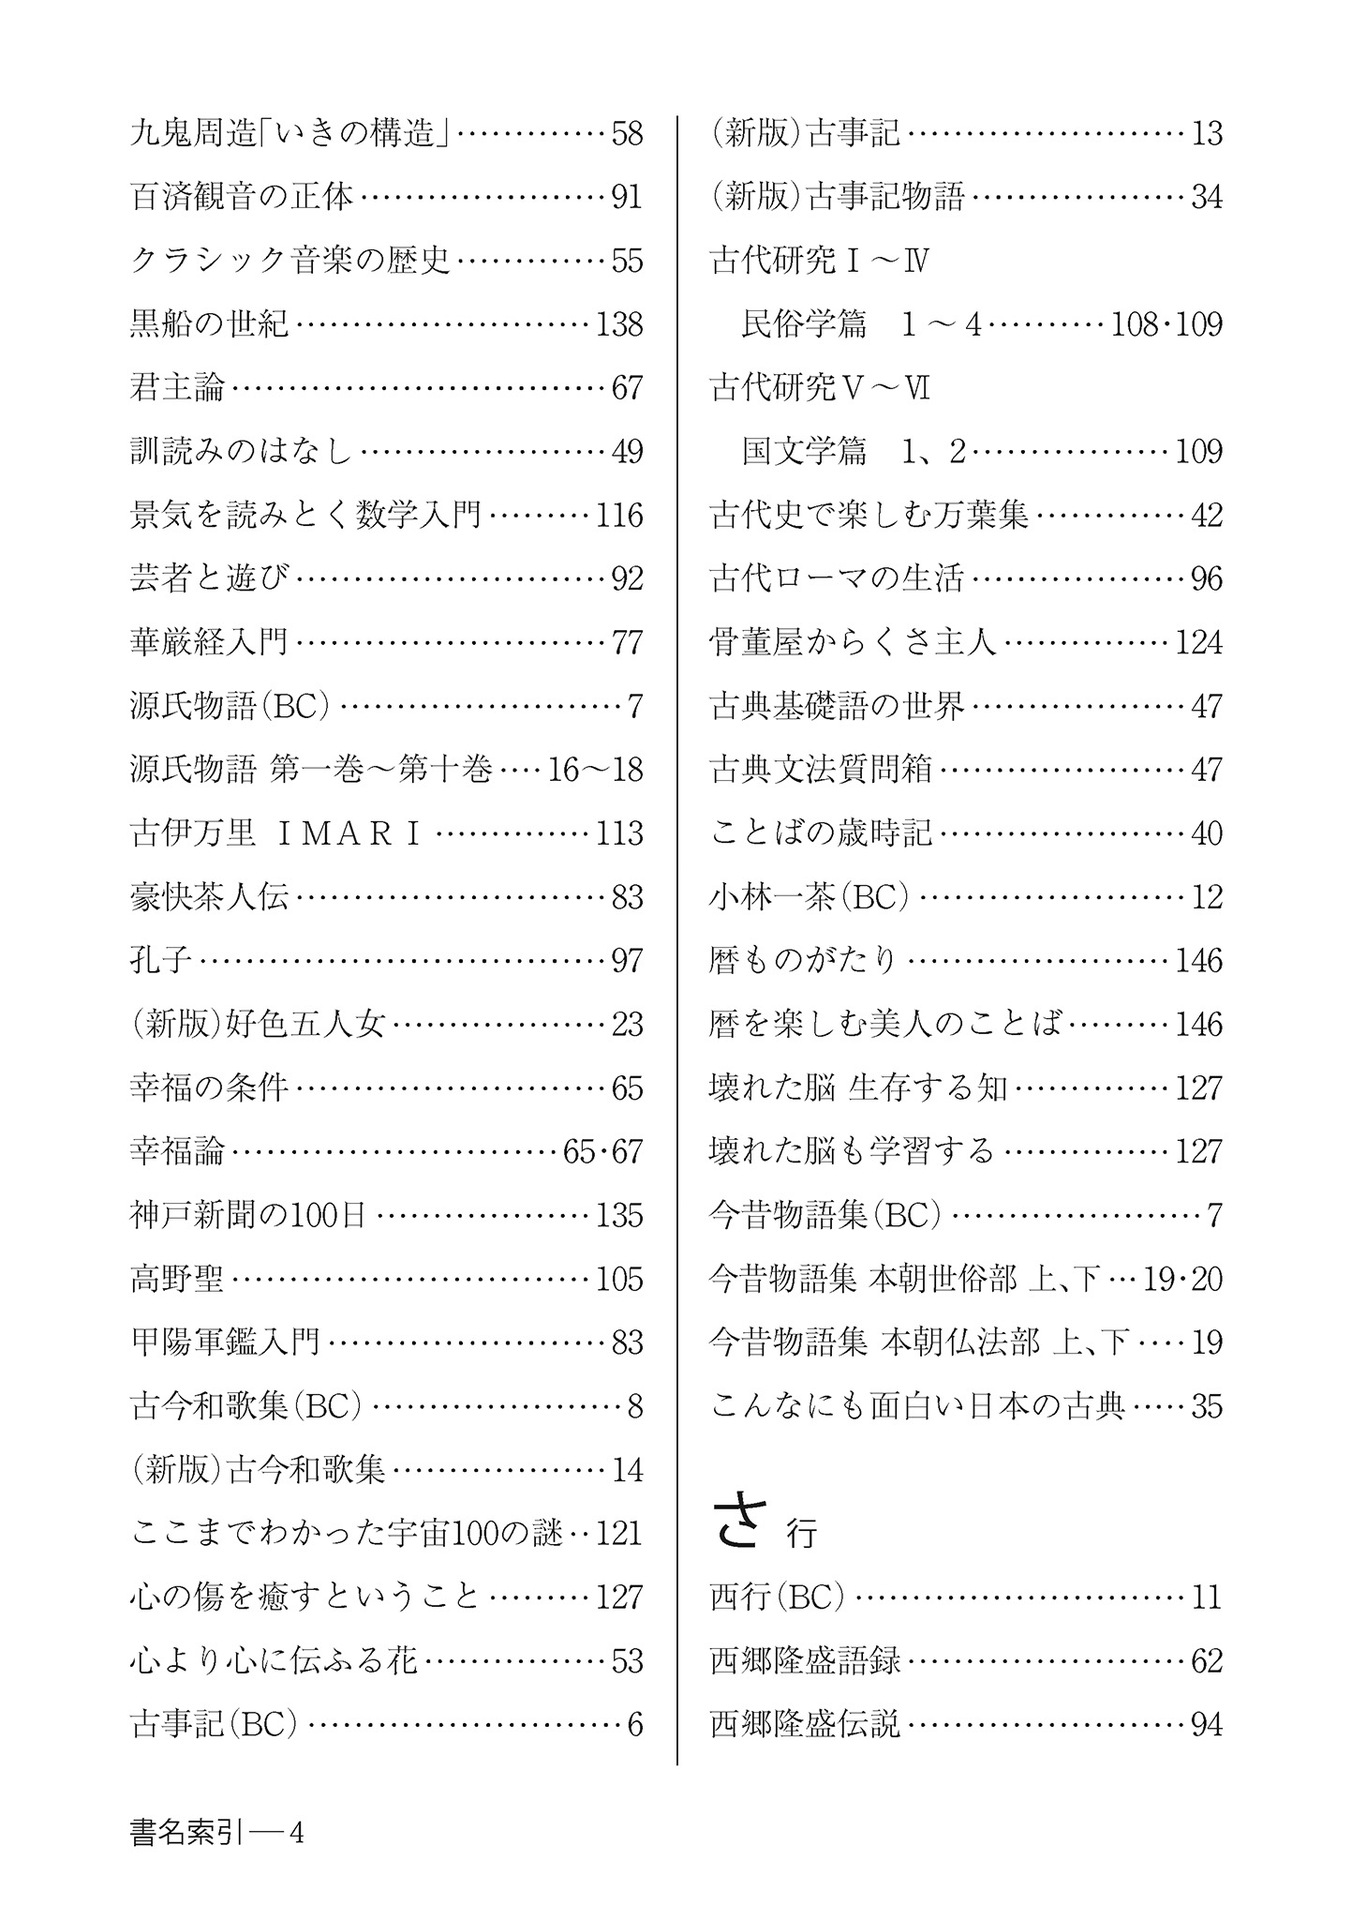 九鬼周造「いきの構造」…………58
百済観音の正体…………………91
クラシック音楽の歴史…………55
黒船の世紀………………………138
君主論……………………………67
訓読みのはなし…………………49
景気を読みとく数学入門………116
芸者と遊び………………………92
華厳経入門………………………77
源氏物語(BC)……………………7
源氏物語 第一巻～第十巻‥‥16～18
古伊万里 ＩＭＡＲＩ……………113
豪快茶人伝………………………83
孔子………………………………97
(新版)好色五人女………………23
幸福の条件………………………65
幸福論…………………………65・67
神戸新聞の100日………………135
高野聖……………………………105
甲陽軍鑑入門……………………83
古今和歌集(BC)…………………8
(新版)古今和歌集………………14
ここまでわかった宇宙100の謎‥121
心の傷を癒すということ………127
心より心に伝ふる花……………53
古事記(BC)………………………6
(新版)古事記……………………13
(新版)古事記物語………………34
古代研究Ⅰ～Ⅳ
民俗学篇　1～4………108・109
古代研究Ⅴ～Ⅵ
国文学篇　1、2………………109
古代史で楽しむ万葉集…………42
古代ローマの生活………………96
骨董屋からくさ主人……………124
古典基礎語の世界………………47
古典文法質問箱…………………47
ことばの歳時記…………………40
小林一茶(BC)……………………12
暦ものがたり……………………146
暦を楽しむ美人のことば………146
壊れた脳 生存する知……………127
壊れた脳も学習する……………127
今昔物語集(BC)…………………7
今昔物語集 本朝世俗部 上、下…19・20
今昔物語集 本朝仏法部 上、下‥‥19
こんなにも面白い日本の古典……35
さ 行
西行(BC)…………………………11
西郷隆盛語録……………………62
西郷隆盛伝説……………………94
書名索引―4